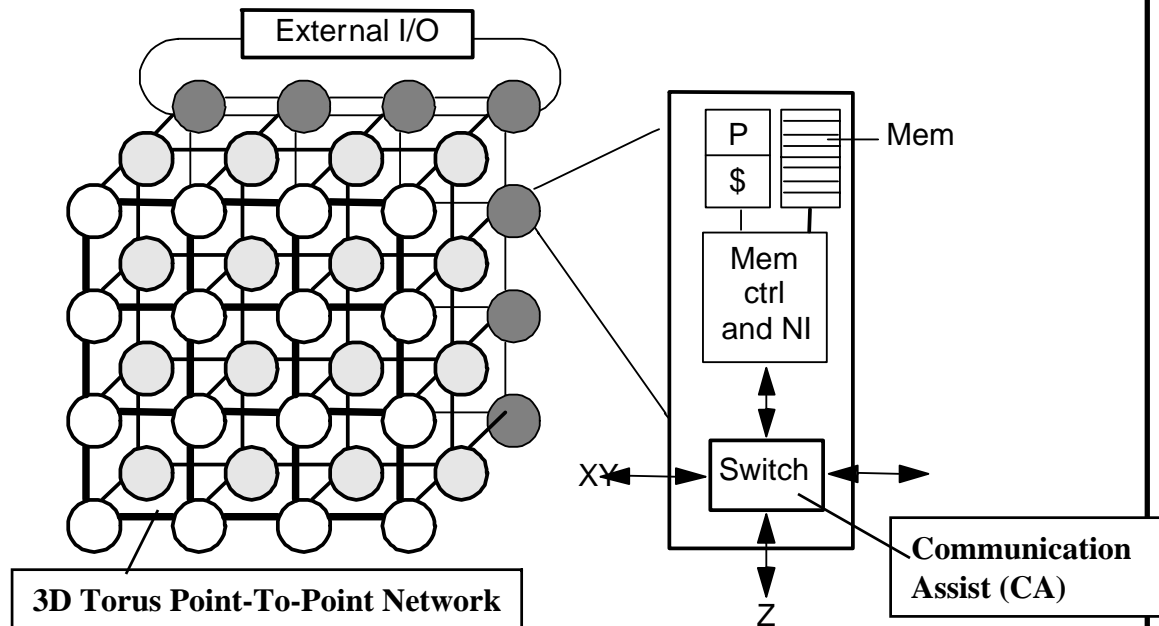 External I/O
P
$
Mem
Mem
ctrl
and NI
XY
Switch
Z
Communication
Assist (CA)
3D Torus Point-To-Point Network